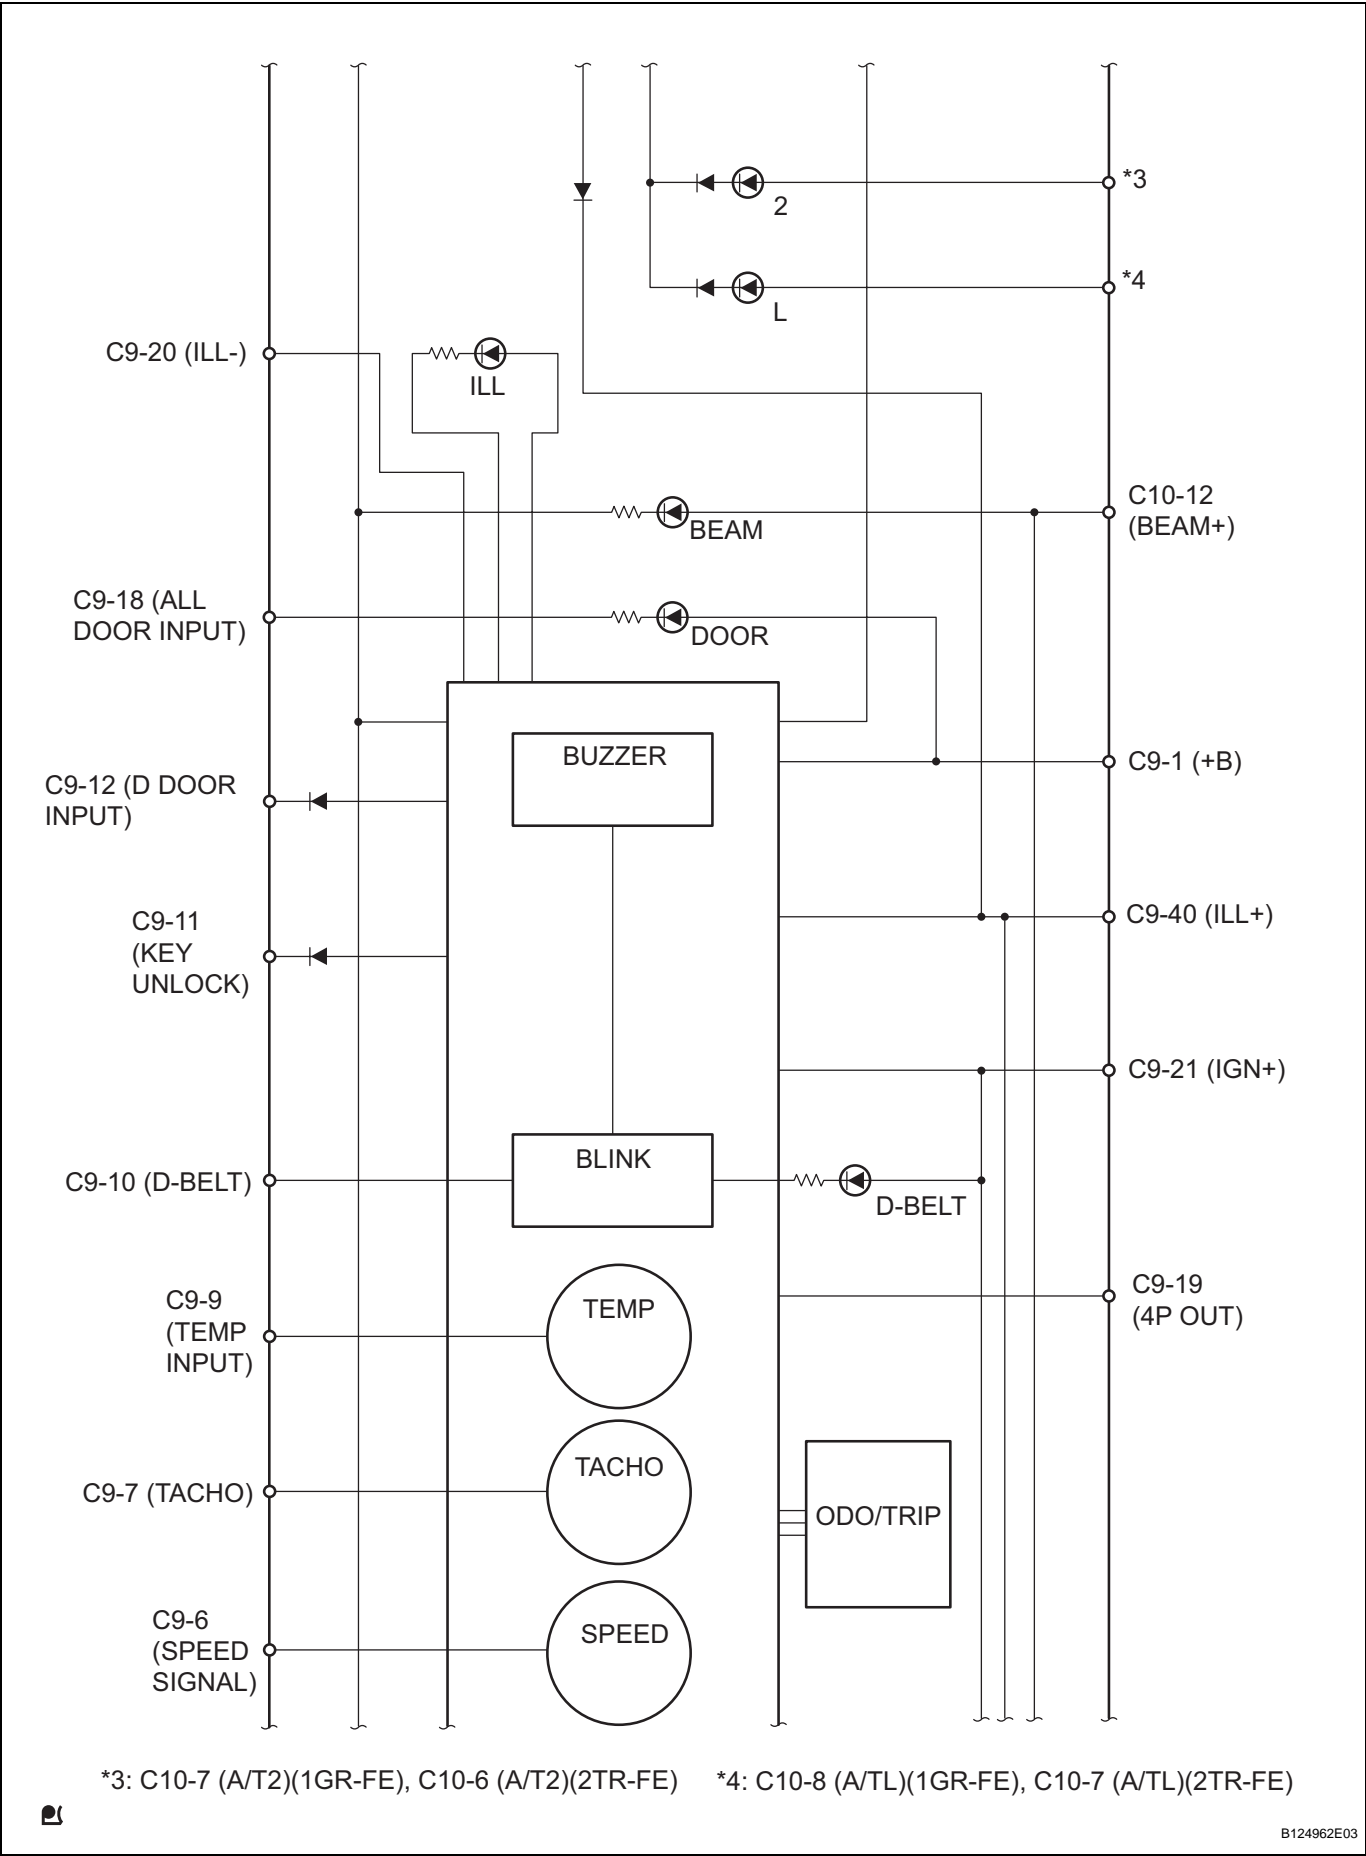 *3
2
*4
L
C9-20 (ILL-)
ILL
C10-12
(BEAM+)
BEAM
C9-18 (ALL
DOOR INPUT)
DOOR
BUZZER
C9-1 (+B)
C9-12 (D DOOR
INPUT)
C9-40 (ILL+)
C9-11
(KEY
UNLOCK)
C9-21 (IGN+)
BLINK
C9-10 (D-BELT)
D-BELT
C9-19
(4P OUT)
C9-9
(TEMP
INPUT)
TEMP
TACHO
C9-7 (TACHO)
ODO/TRIP
C9-6
(SPEED
SIGNAL)
SPEED
*3: C10-7 (A/T2)(1GR-FE), C10-6 (A/T2)(2TR-FE)
*4: C10-8 (A/TL)(1GR-FE), C10-7 (A/TL)(2TR-FE)
B124962E03